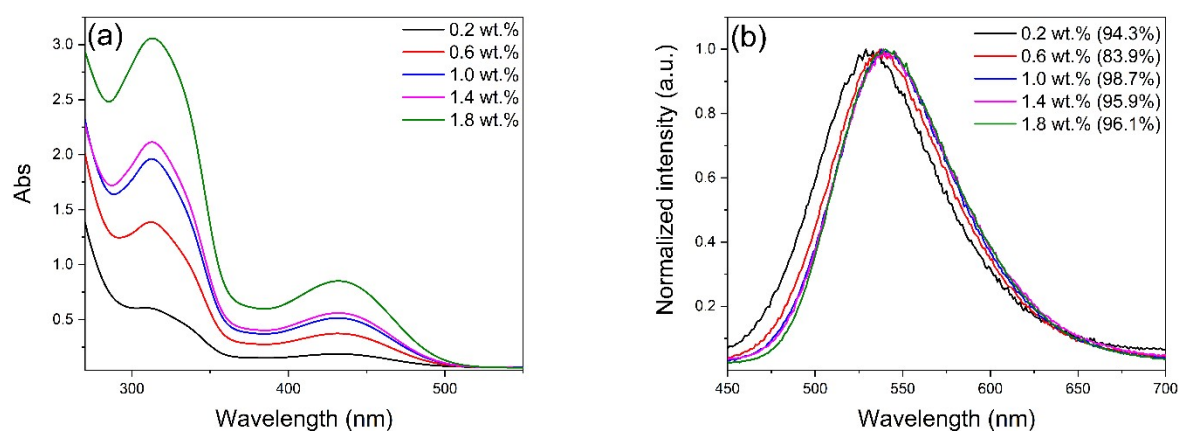 (a)
0.2 wt.%
0.6 wt.%
1.0 wt.%
1.4 wt.%
1.8 wt.%
3.0
2.5
2.0
1.5
1.0
0.5
Abs
300
400
500
Wavelength (nm)
(b)
0.2 wt.% (94.3%)
0.6 wt.% (83.9%)
1.0 wt.% (98.7%)
1.4 wt.% (95.9%)
1.8 wt.% (96.1%)
1.0
0.8
0.6
0.4
0.2
Normalized intensity (a.u.)
450
500
550
600
650
700
Wavelength (nm)